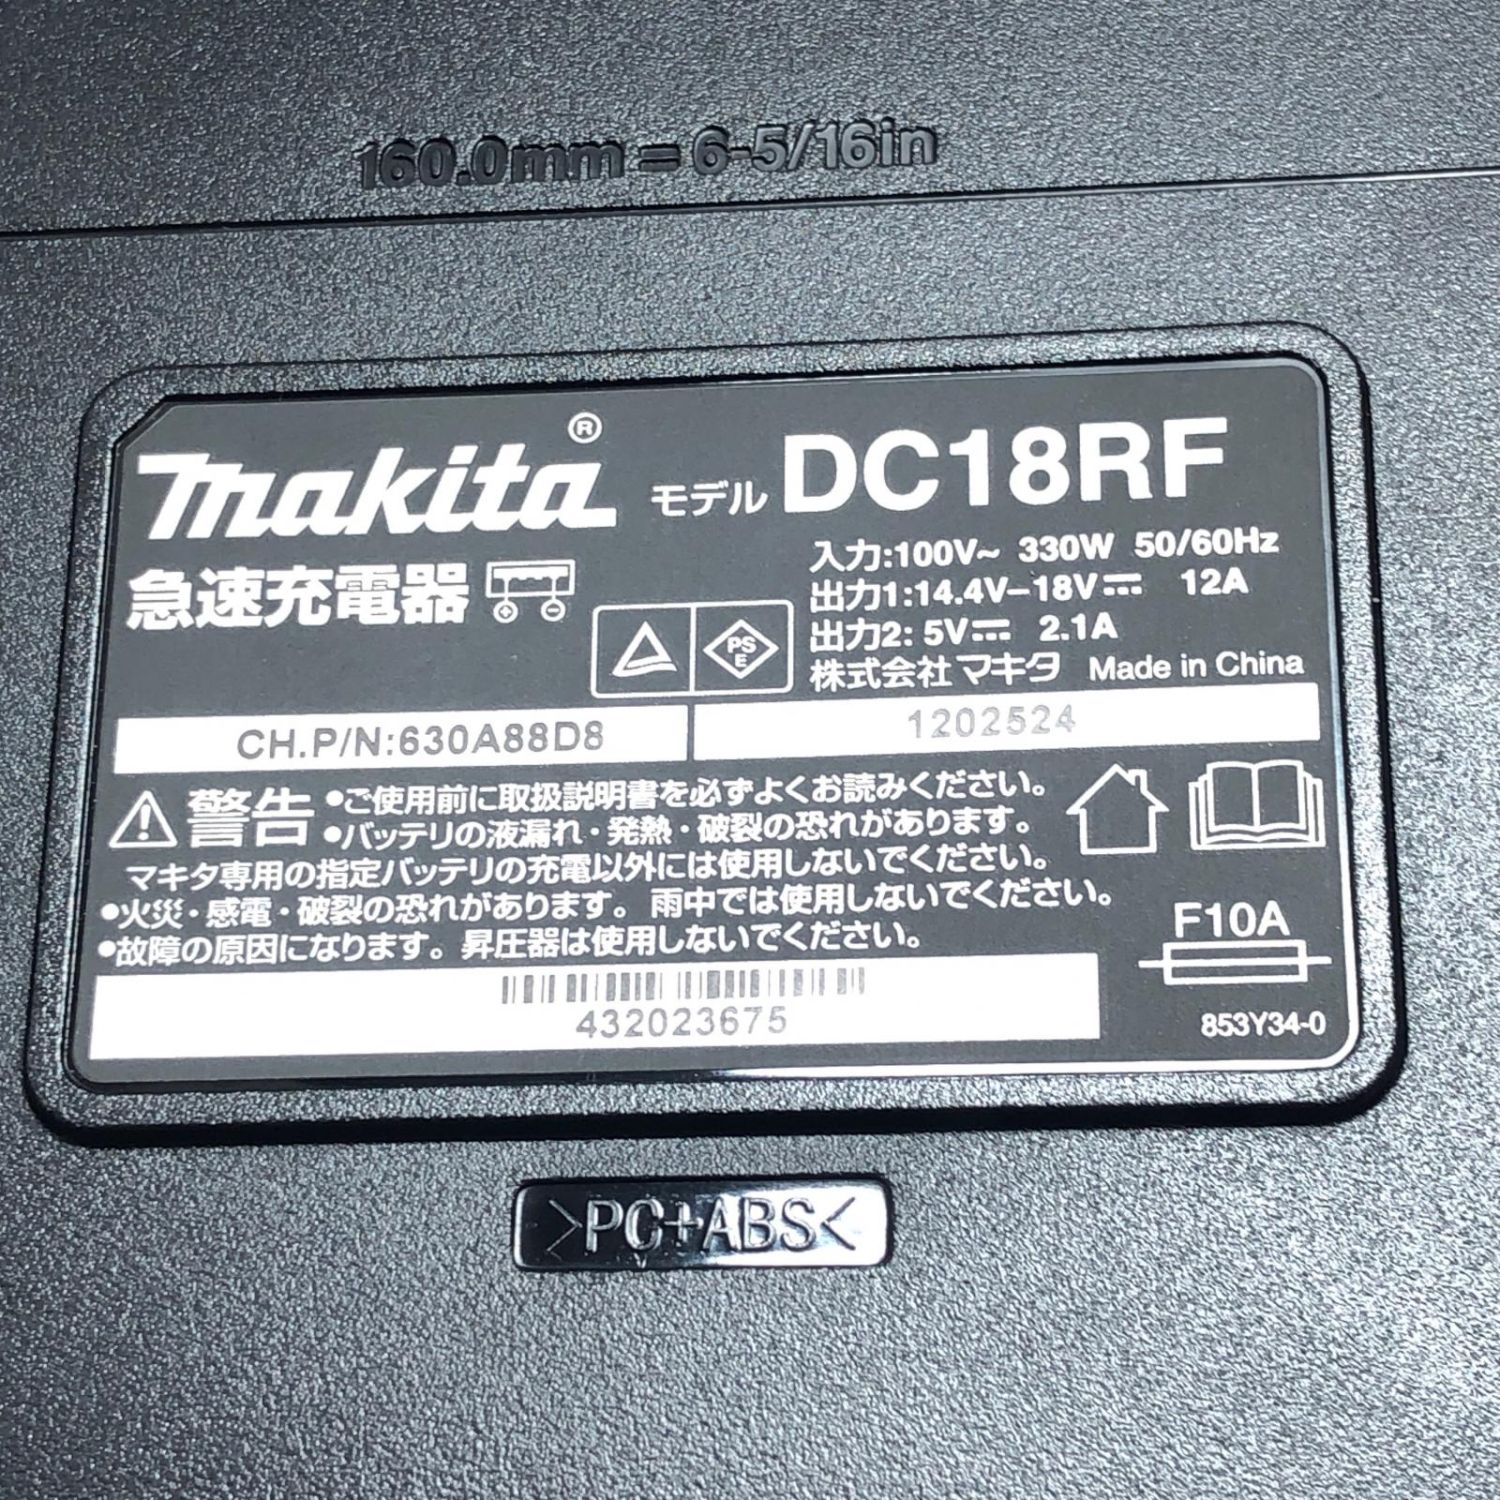 160.0mm = 6-5/16in
makita® モデル DC18RF
急速充電器
入力:100V~ 330W 50/60Hz
出力1:14.4V–18V⎓ 12A
出力2: 5V⎓ 2.1A
株式会社マキタ Made in China
PS
E
CH.P/N:630A88D8
1202524
警告 •ご使用前に取扱説明書を必ずよくお読みください。
•バッテリの液漏れ・発熱・破裂の恐れがあります。
マキタ専用の指定バッテリの充電以外には使用しないでください。
•火災・感電・破裂の恐れがあります。雨中では使用しないでください。
•故障の原因になります。昇圧器は使用しないでください。
F10A
432023675
853Y34-0
>PC+ABS<